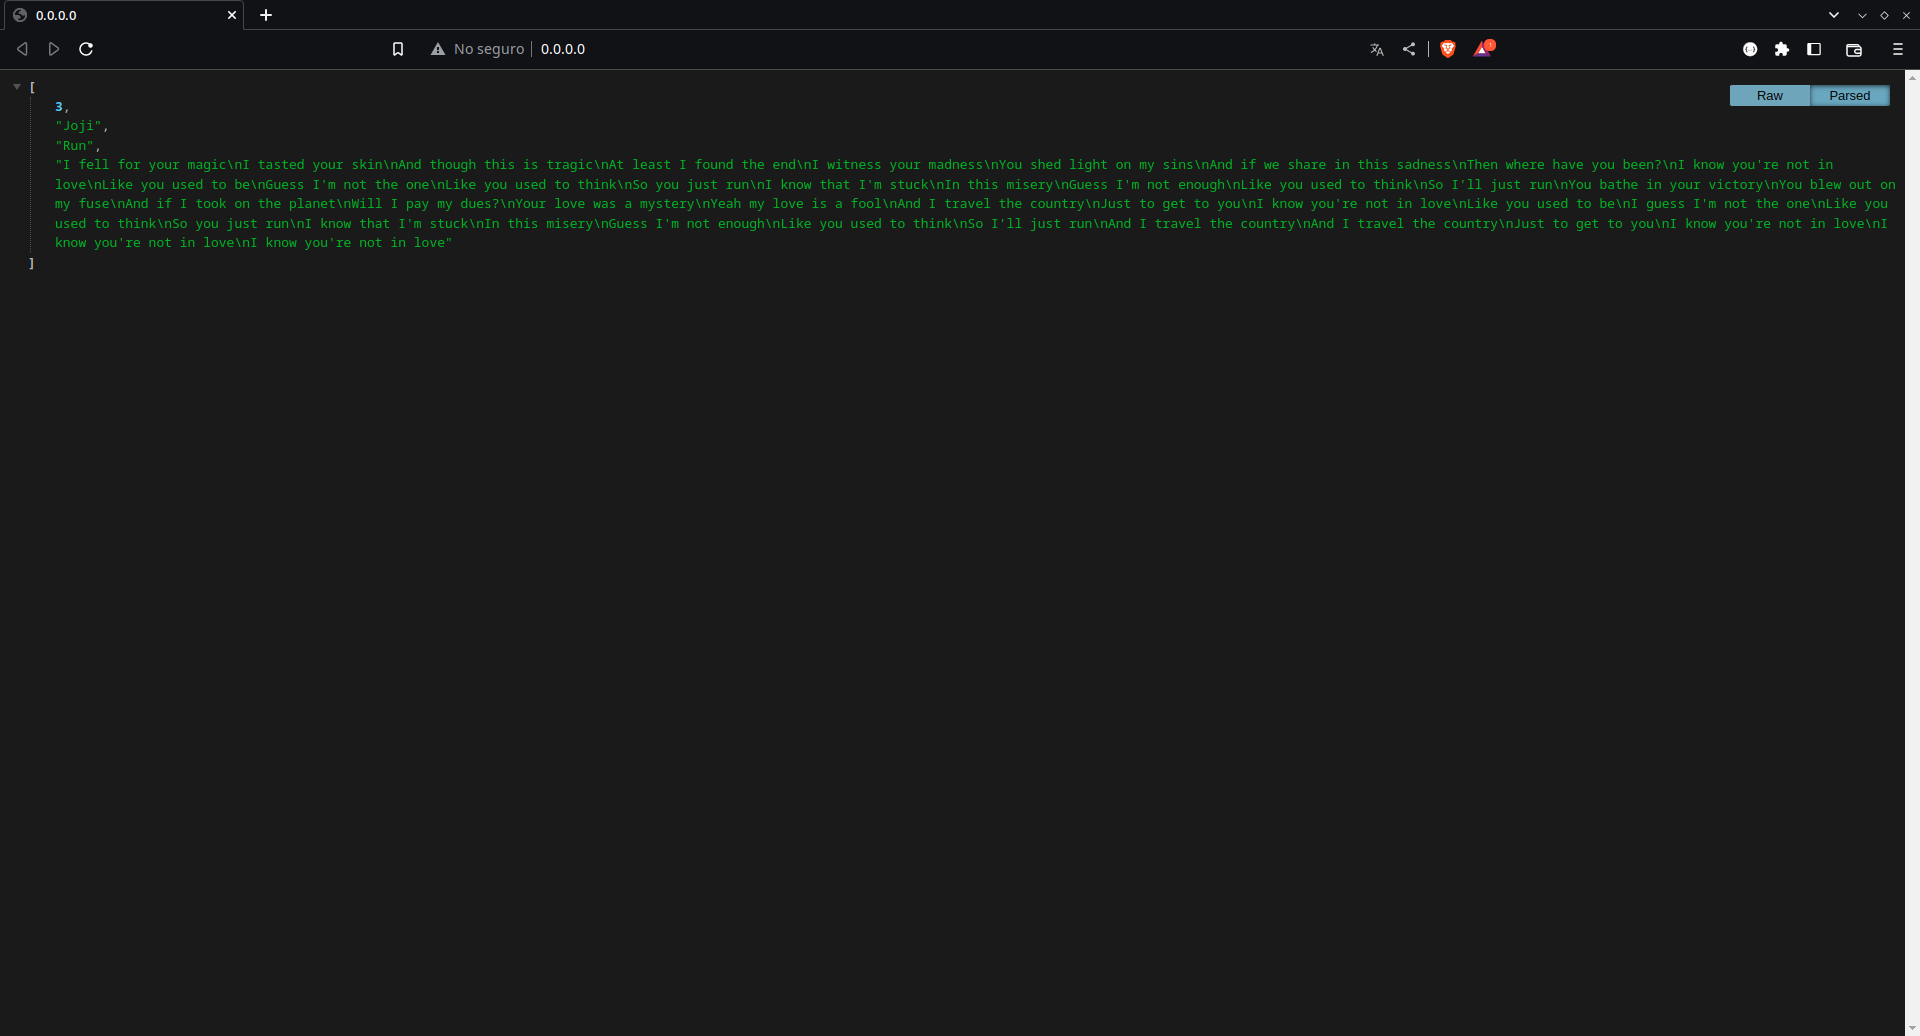 0.0.0.0
No seguro
0.0.0.0
Raw
Parsed
[
3,
"Joji",
"Run",
"I fell for your magic\nI tasted your skin\nAnd though this is tragic\nAt least I found the end\nI witness your madness\nYou shed light on my sins\nAnd if we share in this sadness\nThen where have you been?\nI know you're not in
love\nLike you used to be\nGuess I'm not the one\nLike you used to think\nSo you just run\nI know that I'm stuck\nIn this misery\nGuess I'm not enough\nLike you used to think\nSo I'll just run\nYou bathe in your victory\nYou blew out on
my fuse\nAnd if I took on the planet\nWill I pay my dues?\nYour love was a mystery\nYeah my love is a fool\nAnd I travel the country\nJust to get to you\nI know you're not in love\nLike you used to be\nI guess I'm not the one\nLike you
used to think\nSo you just run\nI know that I'm stuck\nIn this misery\nGuess I'm not enough\nLike you used to think\nSo I'll just run\nAnd I travel the country\nAnd I travel the country\nJust to get to you\nI know you're not in love\nI
know you're not in love\nI know you're not in love"
]